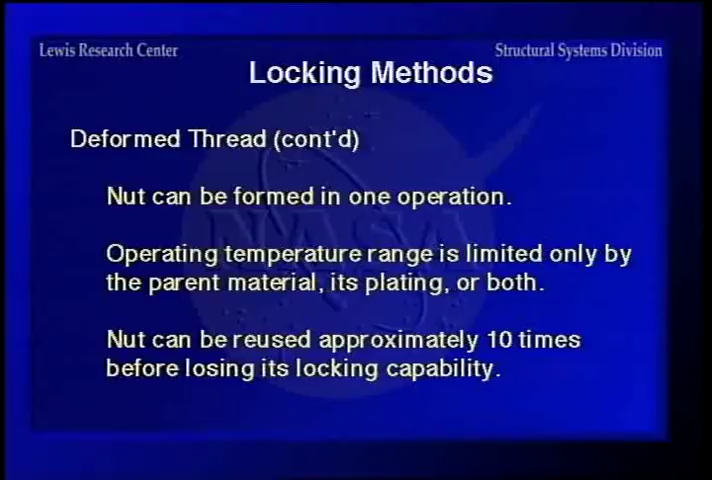 Lewis Research Center
Structural Systems Division
Locking Methods
Deformed Thread (cont'd)
Nut can be formed in one operation.
Operating temperature range is limited only by
the parent material, its plating, or both.
Nut can be reused approximately 10 times
before losing its locking capability.
NASA